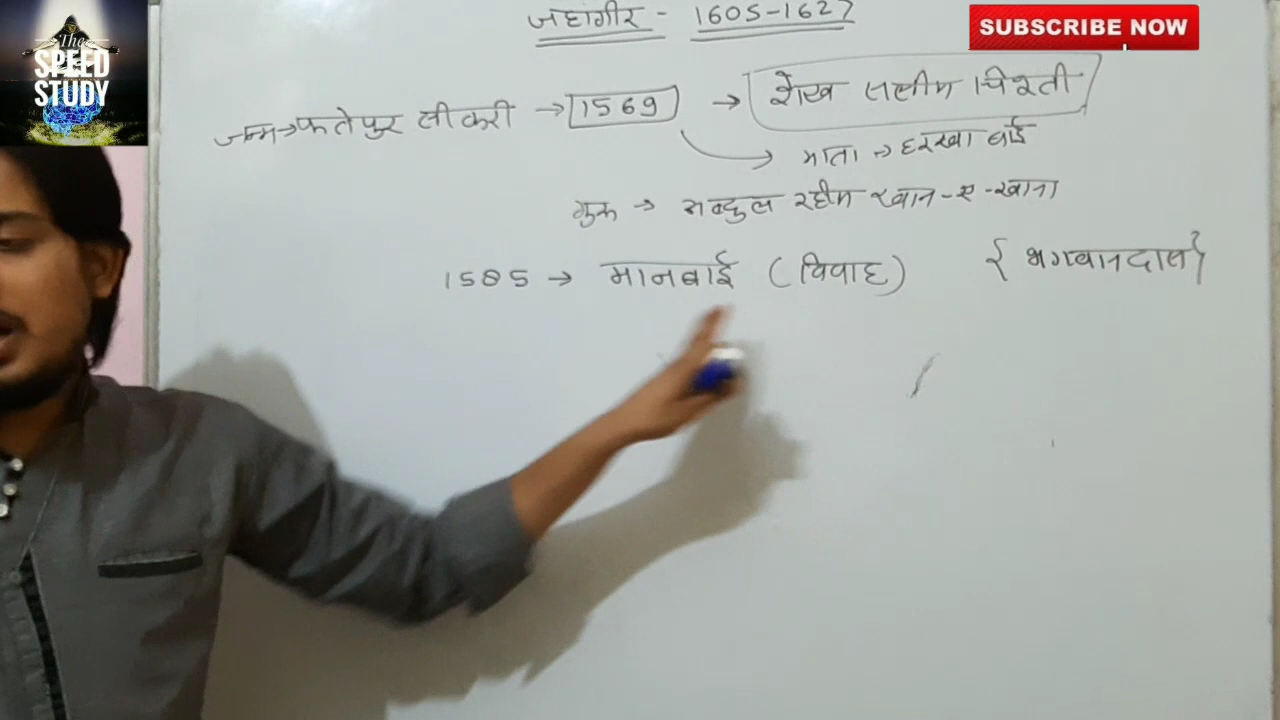 जहांगीर - 1605-1627
SUBSCRIBE NOW
The
SPEED
STUDY
जन्म → फतेपुर सीकरी → 1569 → शेख सलीम चिश्ती
माता → हरखा बाई
गुरू → अब्दुल रहीम खान-ए-खाना
1585 → मानबाई (विवाह) {भगवानदास}